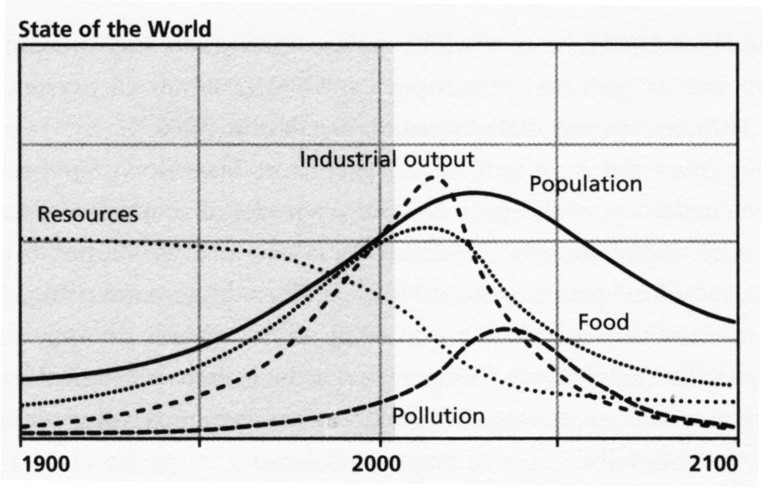 State of the World
Industrial output
Population
Resources
Food
Pollution
1900
2000
2100